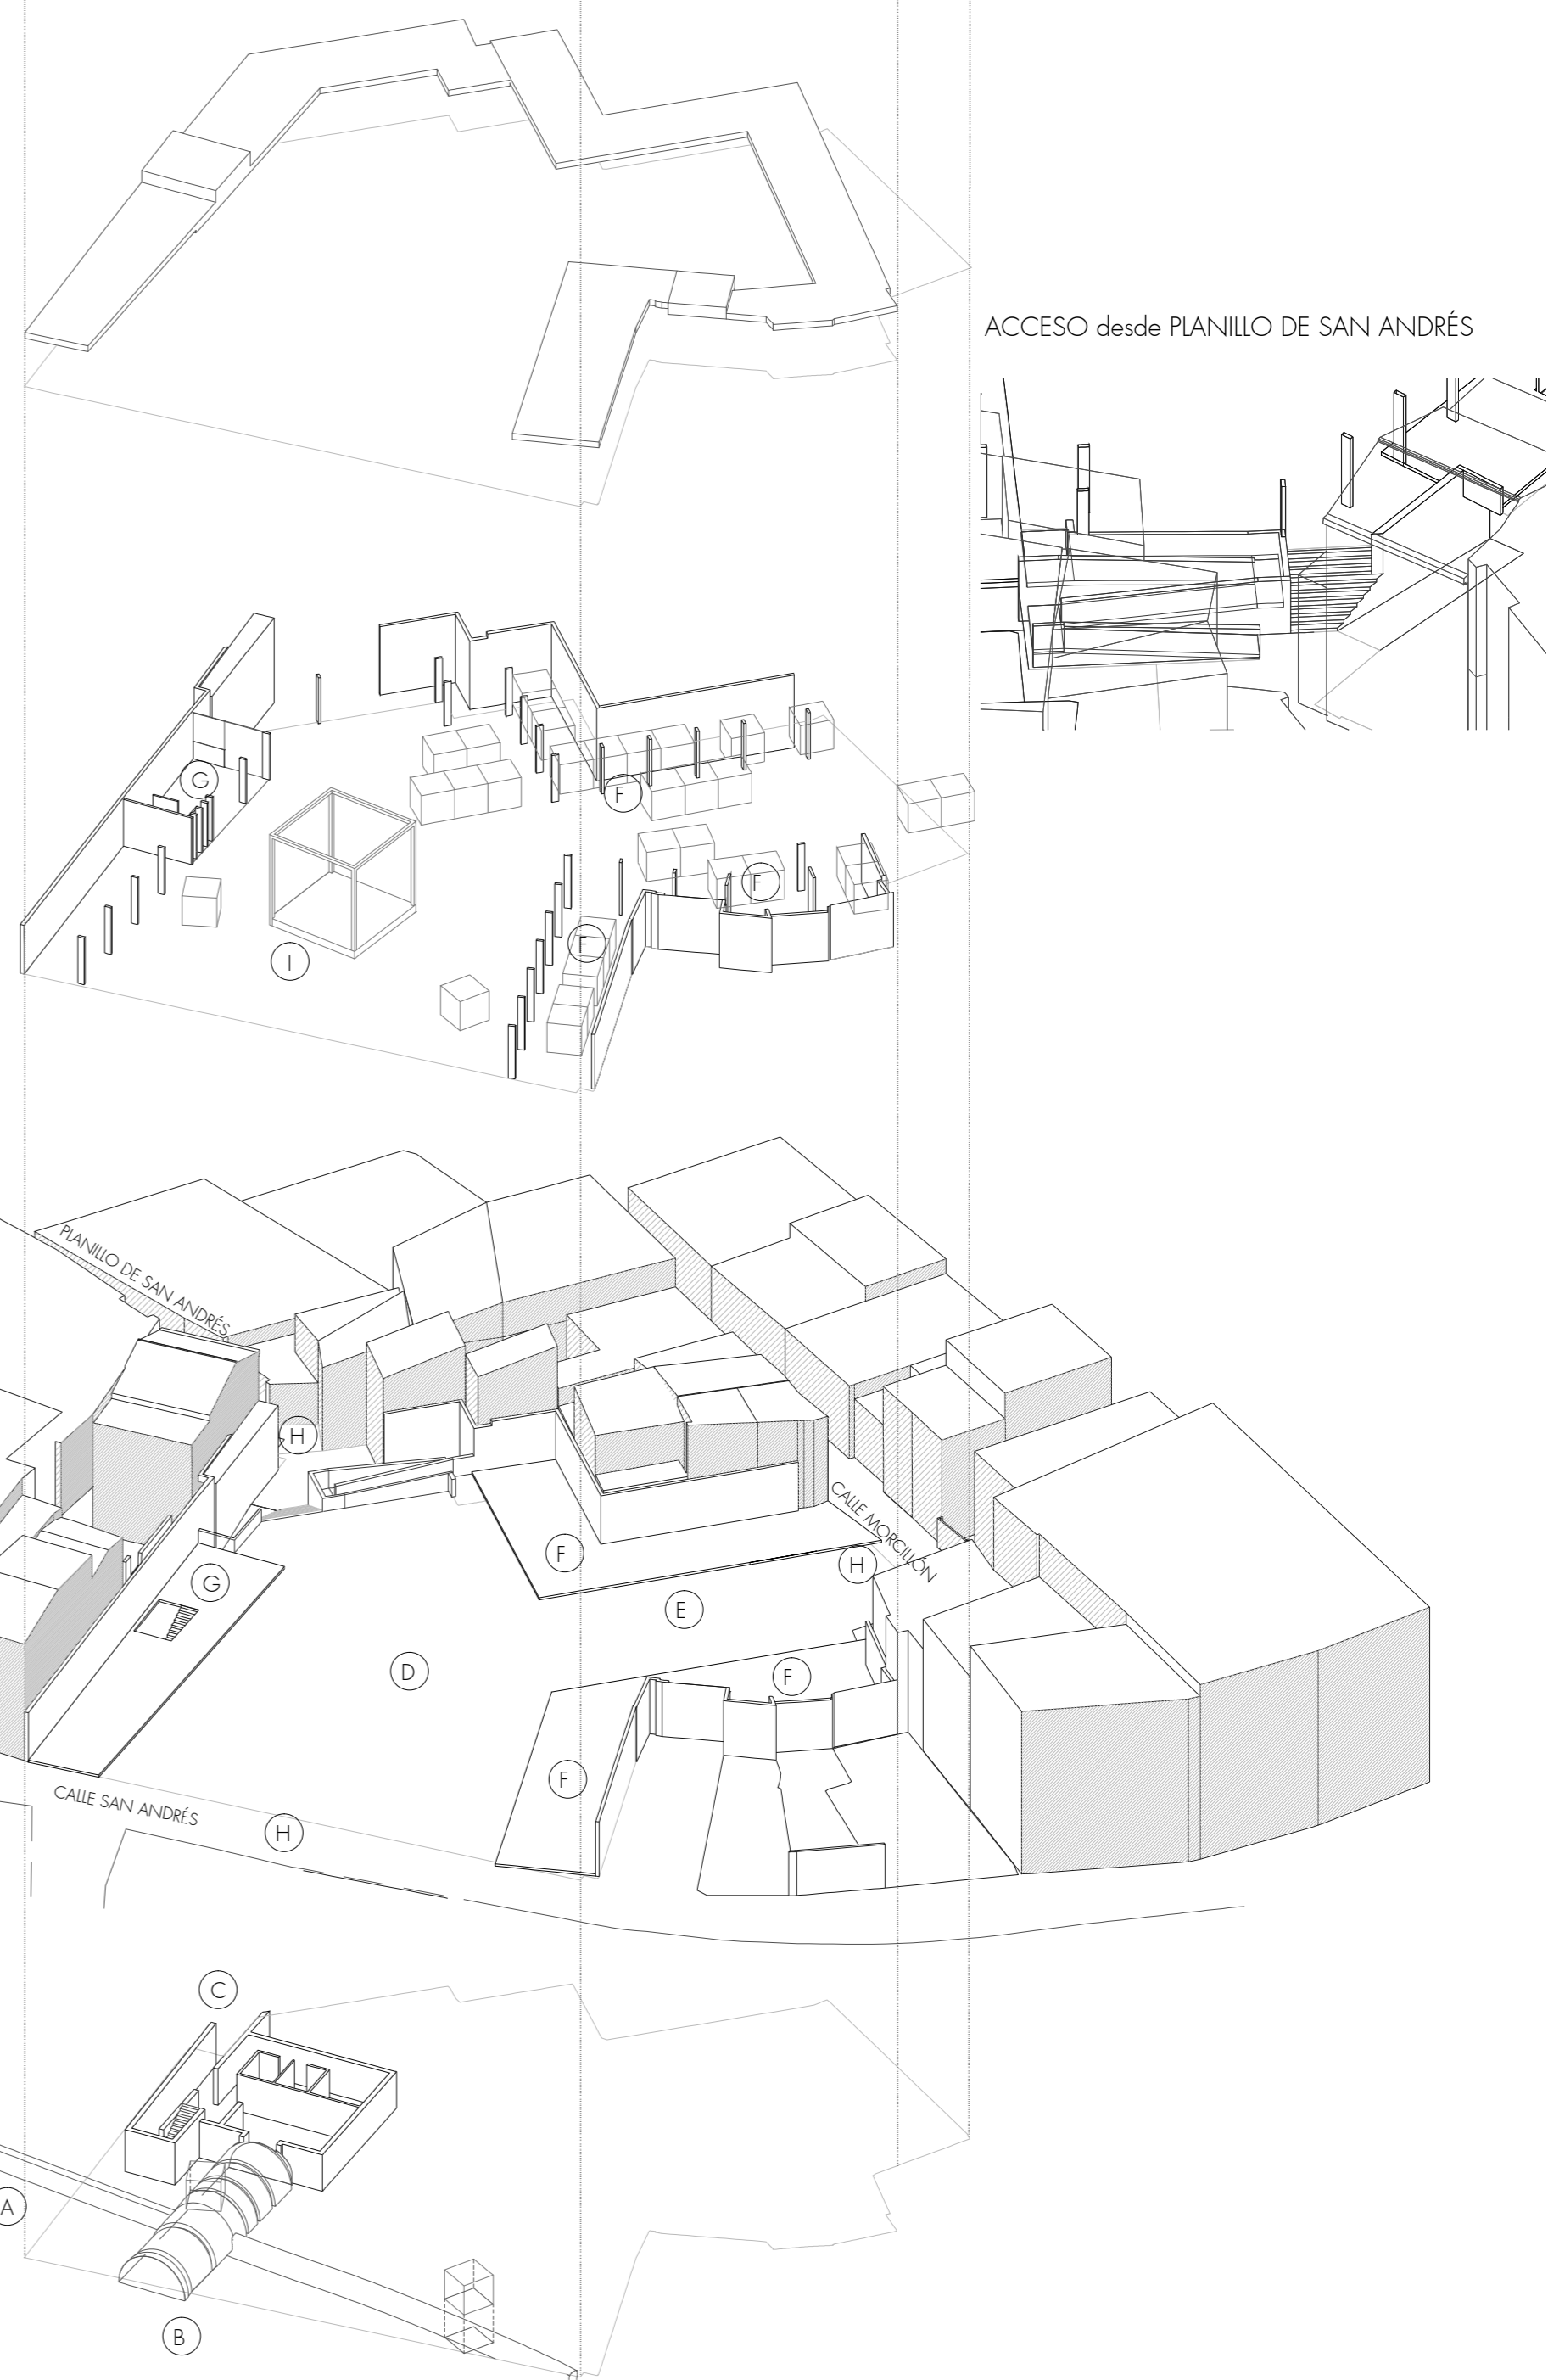 ACCESO desde PLANILLO DE SAN ANDRÉS
G
F
F
F
I
PLANILLO DE SAN ANDRÉS
H
CALLE MORCILLÓN
F
H
G
E
D
F
F
CALLE SAN ANDRÉS
H
C
A
B